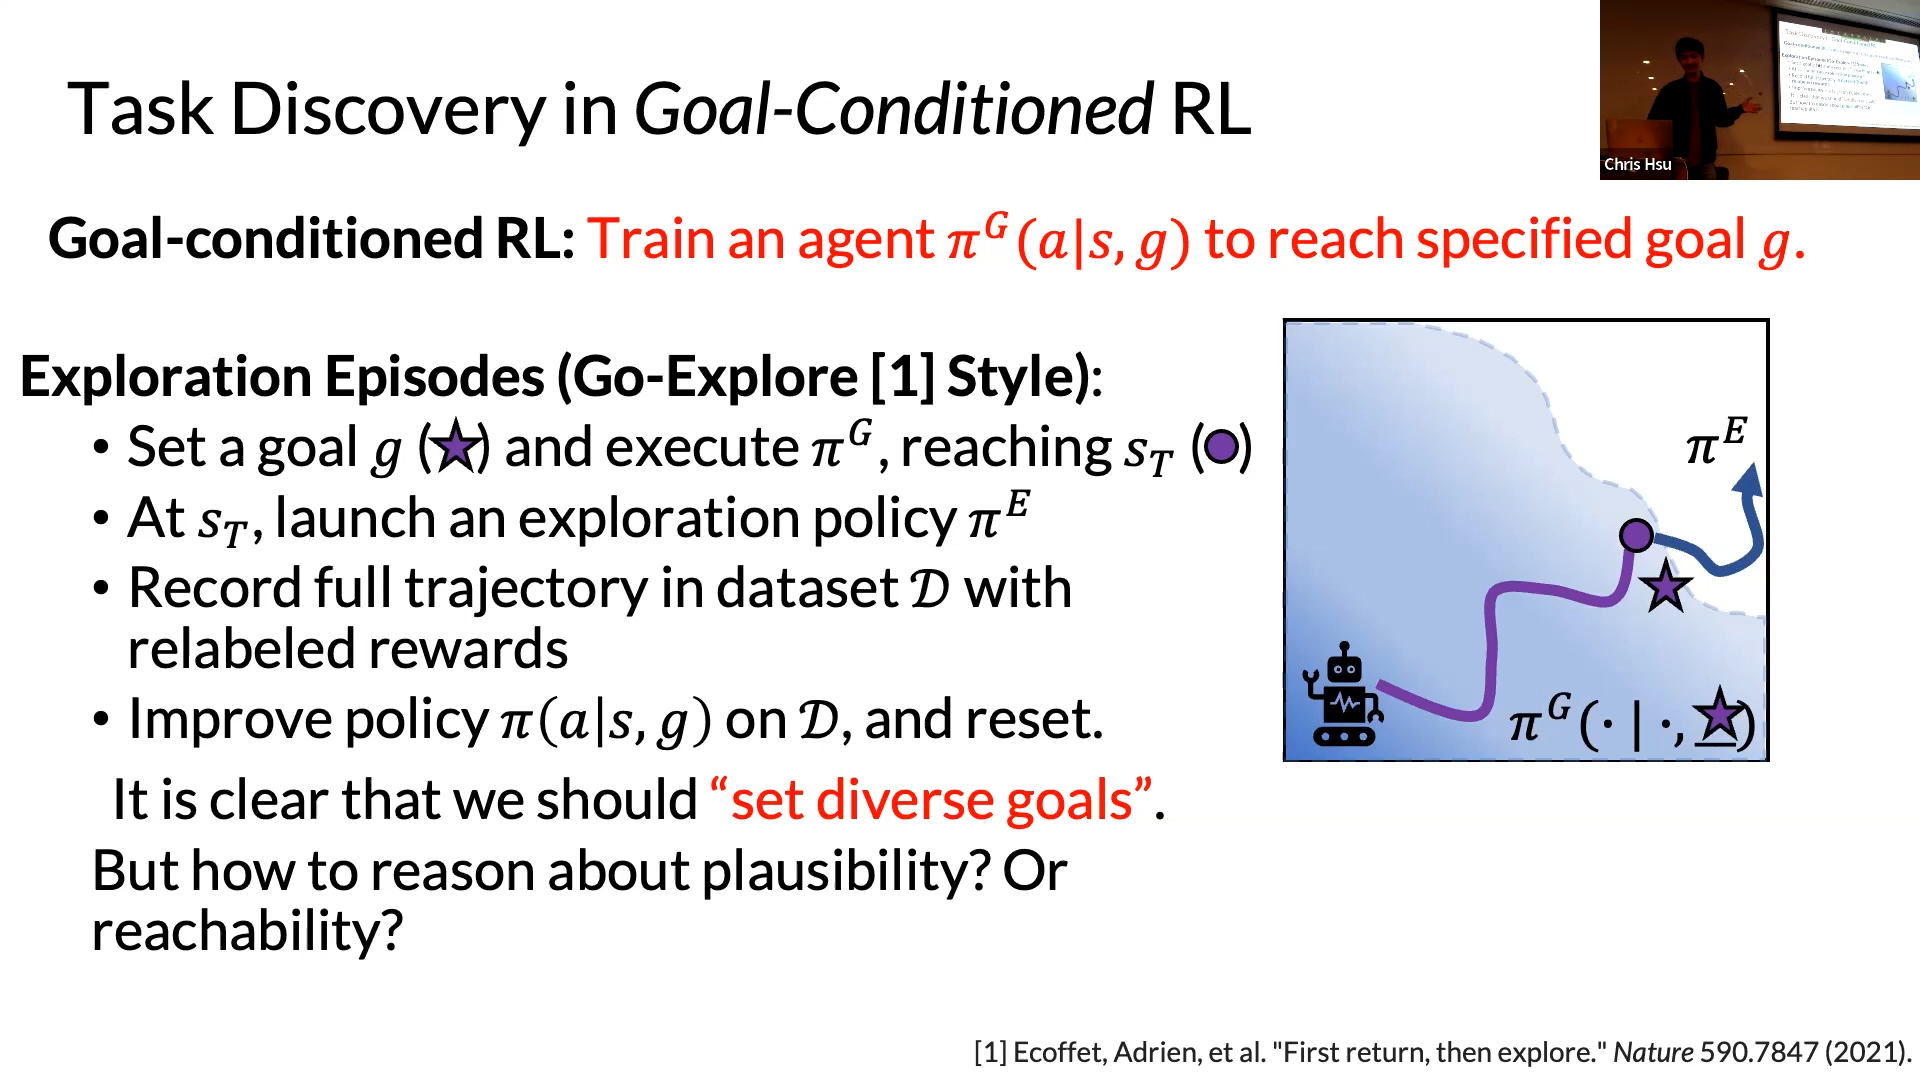 Task Discovery in Goal-Conditioned RL
Chris Hsu
Goal-conditioned RL: Train an agent π^G(a|s, g) to reach specified goal g.
Exploration Episodes (Go-Explore [1] Style):
• Set a goal g (★) and execute π^G, reaching s_T (●)
• At s_T, launch an exploration policy π^E
• Record full trajectory in dataset 𝒟 with
relabeled rewards
• Improve policy π(a|s, g) on 𝒟, and reset.
It is clear that we should “set diverse goals”.
But how to reason about plausibility? Or
reachability?
π^E
π^G(· | ·, ★)
[1] Ecoffet, Adrien, et al. "First return, then explore." Nature 590.7847 (2021).